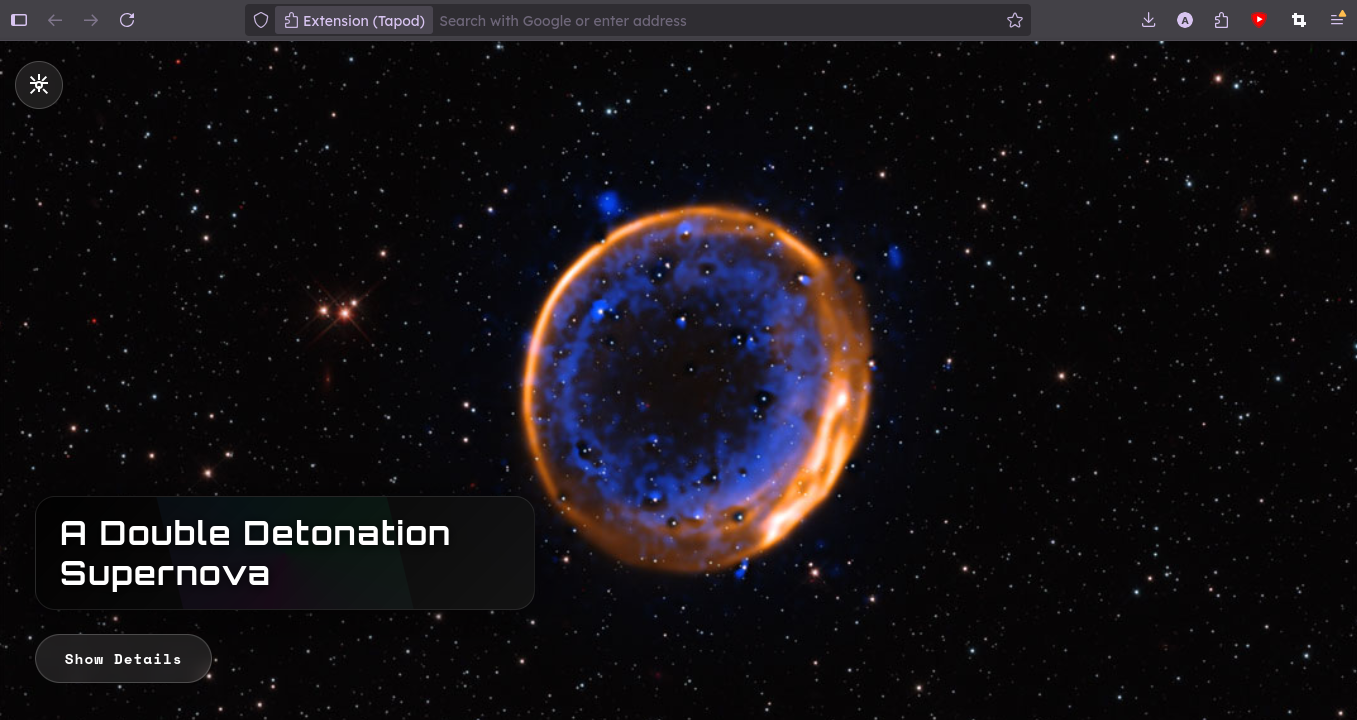 Extension (Tapod) Search with Google or enter address
A
A Double Detonation
Supernova
Show Details